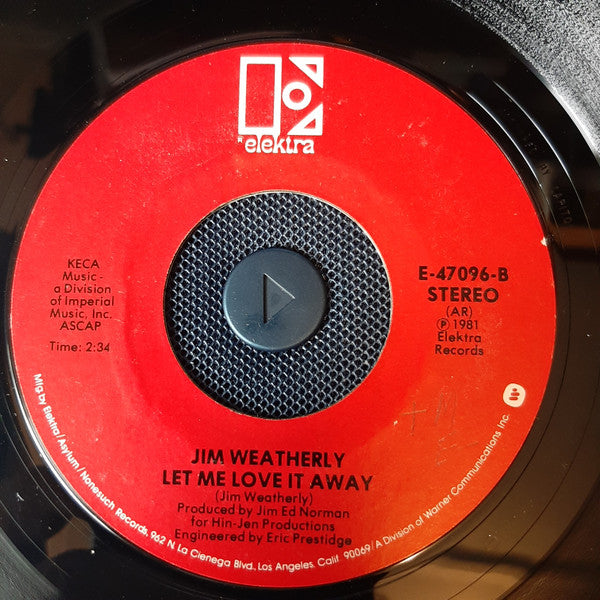 elektra
KECA
Music -
a Division
of Imperial
Music, Inc.
ASCAP
Time: 2:34
E-47096-B
STEREO
(AR)
Ⓟ 1981
Elektra
Records
JIM WEATHERLY
LET ME LOVE IT AWAY
(Jim Weatherly)
Produced by Jim Ed Norman
for Hin-Jen Productions
Engineered by Eric Prestidge
Mfg by Elektra/Asylum/Nonesuch Records, 962 N. La Cienega Blvd., Los Angeles, Calif. 90069/A Division of Warner Communications Inc.